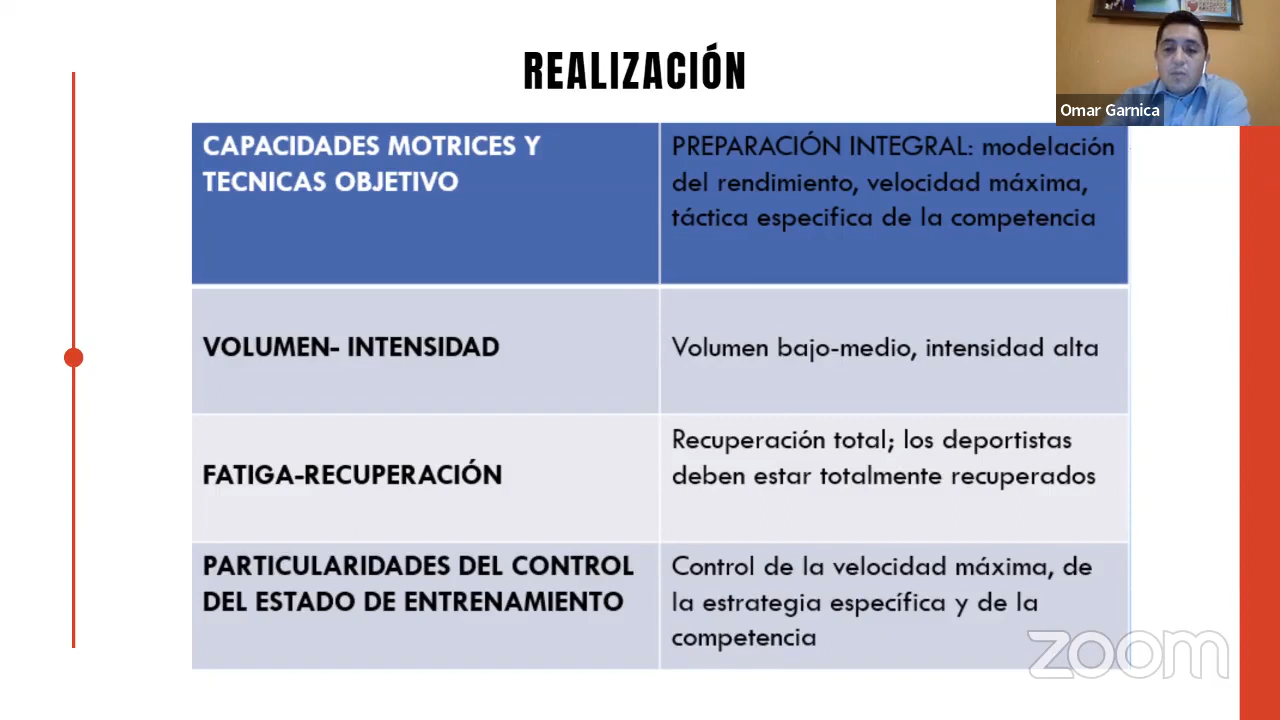 REALIZACIÓN
Omar Garnica
CAPACIDADES MOTRICES Y
TECNICAS OBJETIVO
PREPARACIÓN INTEGRAL: modelación
del rendimiento, velocidad máxima,
táctica especifica de la competencia
VOLUMEN- INTENSIDAD
Volumen bajo-medio, intensidad alta
FATIGA-RECUPERACIÓN
Recuperación total; los deportistas
deben estar totalmente recuperados
PARTICULARIDADES DEL CONTROL
DEL ESTADO DE ENTRENAMIENTO
Control de la velocidad máxima, de
la estrategia específica y de la
competencia
zoom